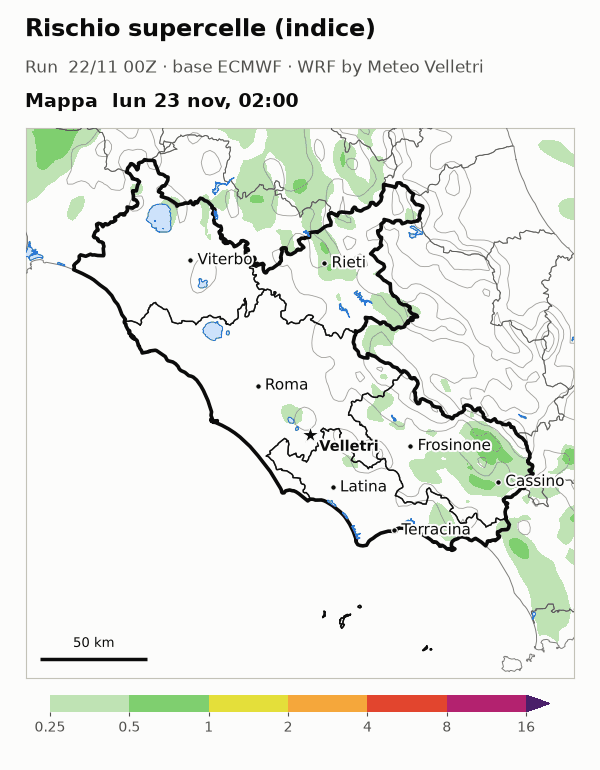 Rischio supercelle (indice)
Run  22/11 00Z · base ECMWF · WRF by Meteo Velletri
Mappa  lun 23 nov, 02:00
Viterbo
Rieti
Roma
Velletri
Frosinone
Cassino
Latina
Terracina
50 km
0.25 0.5 1 2 4 8 16